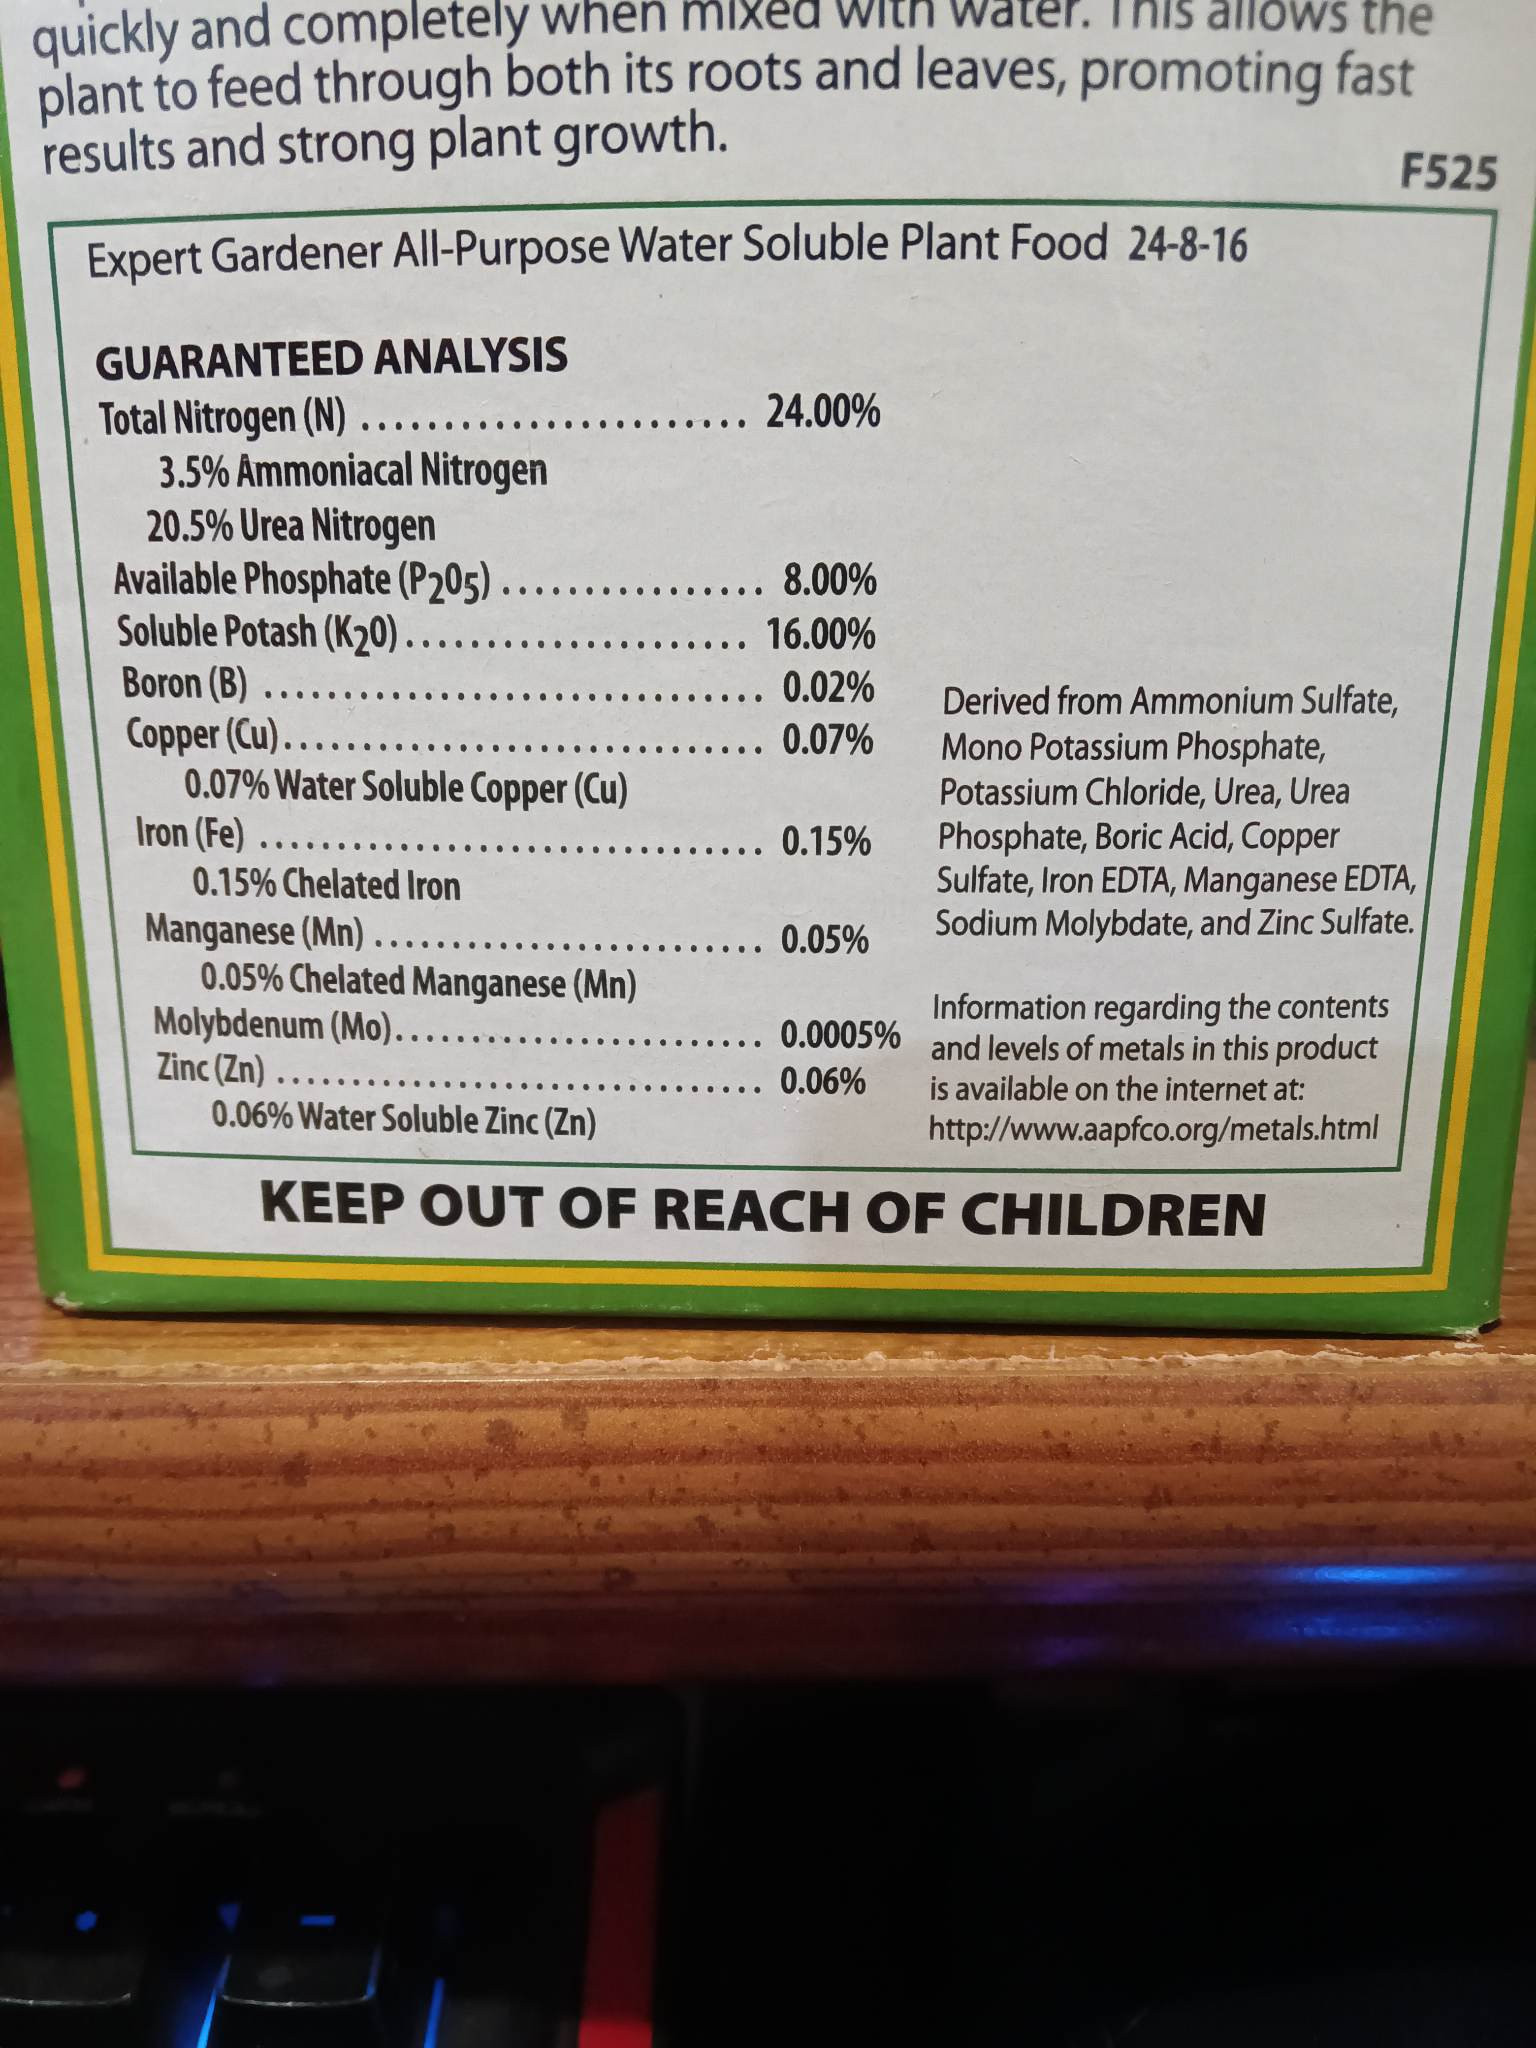 quickly and completely when mixed with water. This allows the
plant to feed through both its roots and leaves, promoting fast
results and strong plant growth.
F525
Expert Gardener All-Purpose Water Soluble Plant Food 24-8-16
GUARANTEED ANALYSIS
Total Nitrogen (N) ........................ 24.00%
3.5% Ammoniacal Nitrogen
20.5% Urea Nitrogen
Available Phosphate (P2O5) ................ 8.00%
Soluble Potash (K2O) ..................... 16.00%
Boron (B) ................................ 0.02%
Copper (Cu) .............................. 0.07%
0.07% Water Soluble Copper (Cu)
Iron (Fe) ................................ 0.15%
0.15% Chelated Iron
Manganese (Mn) ......................... 0.05%
0.05% Chelated Manganese (Mn)
Molybdenum (Mo) ........................ 0.0005%
Zinc (Zn) ................................ 0.06%
0.06% Water Soluble Zinc (Zn)
Derived from Ammonium Sulfate,
Mono Potassium Phosphate,
Potassium Chloride, Urea, Urea
Phosphate, Boric Acid, Copper
Sulfate, Iron EDTA, Manganese EDTA,
Sodium Molybdate, and Zinc Sulfate.
Information regarding the contents
and levels of metals in this product
is available on the internet at:
http://www.aapfco.org/metals.html
KEEP OUT OF REACH OF CHILDREN